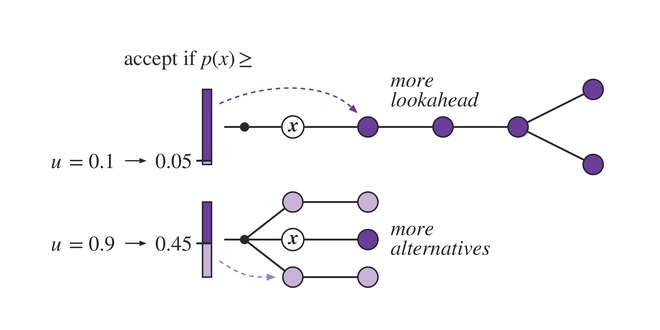 accept if p(x) ≥
more
lookahead
x
u = 0.1 → 0.05
x
more
alternatives
u = 0.9 → 0.45